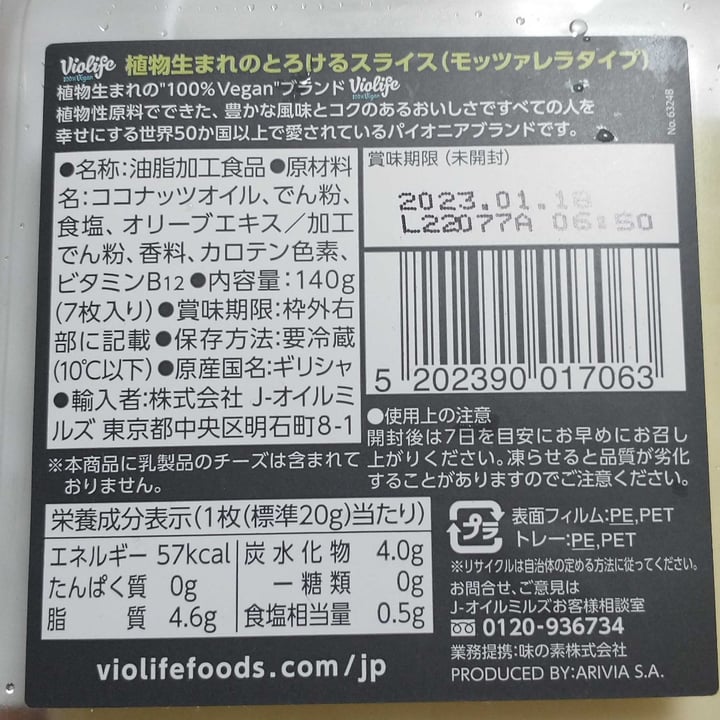 Violife 植物生まれのとろけるスライス(モッツァレラタイプ)
100% Vegan
植物生まれの"100%Vegan"ブランド Violife
100% Vegan
植物性原料でできた、豊かな風味とコクのあるおいしさですべての人を
幸せにする世界50か国以上で愛されているパイオニアブランドです。
No. 63248
●名称:油脂加工食品 ●原材料
名:ココナッツオイル、でん粉、
食塩、オリーブエキス/加工
でん粉、香料、カロテン色素、
ビタミンB12 ●内容量:140g
(7枚入り) ●賞味期限:枠外右
部に記載 ●保存方法:要冷蔵
(10℃以下) ●原産国名:ギリシャ
●輸入者:株式会社 J-オイルミ
ルズ 東京都中央区明石町8-1
※本商品に乳製品のチーズは含まれて
おりません。
賞味期限(未開封)
2023.01.18
L22077A 06:50
5 202390 017063
●使用上の注意
開封後は7日を目安にお早めにお召し
上がりください。凍らせると品質が劣化
することがありますのでご注意ください。
栄養成分表示(1枚(標準20g)当たり)
エネルギー 57kcal 炭水化物 4.0g
たんぱく質 0g ー糖類 0g
脂質 4.6g 食塩相当量 0.5g
violifefoods.com/jp
プラ 表面フィルム:PE,PET
トレー:PE,PET
※リサイクルは自治体の定める方法に従ってください。
お問合せ、ご意見は
J-オイルミルズお客様相談室
0120-936734
業務提携:味の素株式会社
PRODUCED BY:ARIVIA S.A.